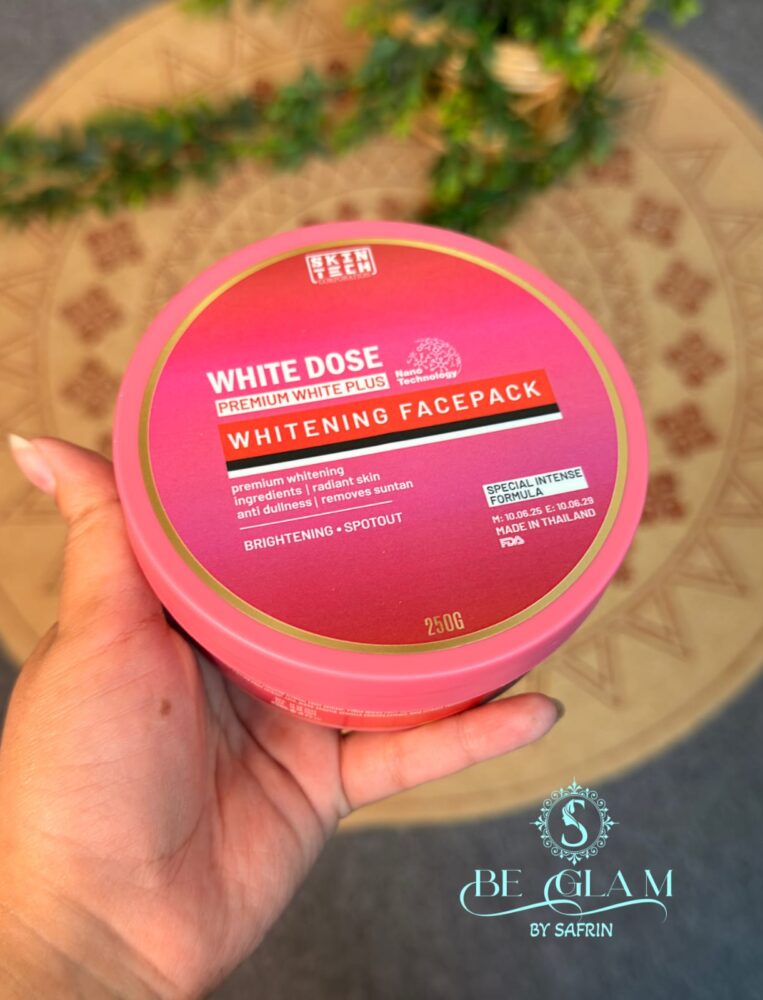 SKIN
TECH
CORPORATION
WHITE DOSE
Nano
Technology
PREMIUM WHITE PLUS
WHITENING FACEPACK
premium whitening
ingredients | radiant skin
anti dullness | removes suntan
BRIGHTENING • SPOTOUT
SPECIAL INTENSE
FORMULA
M: 10.06.25 E: 10.06.29
MADE IN THAILAND
FDA
250G
S
BE GLAM
BY SAFRIN